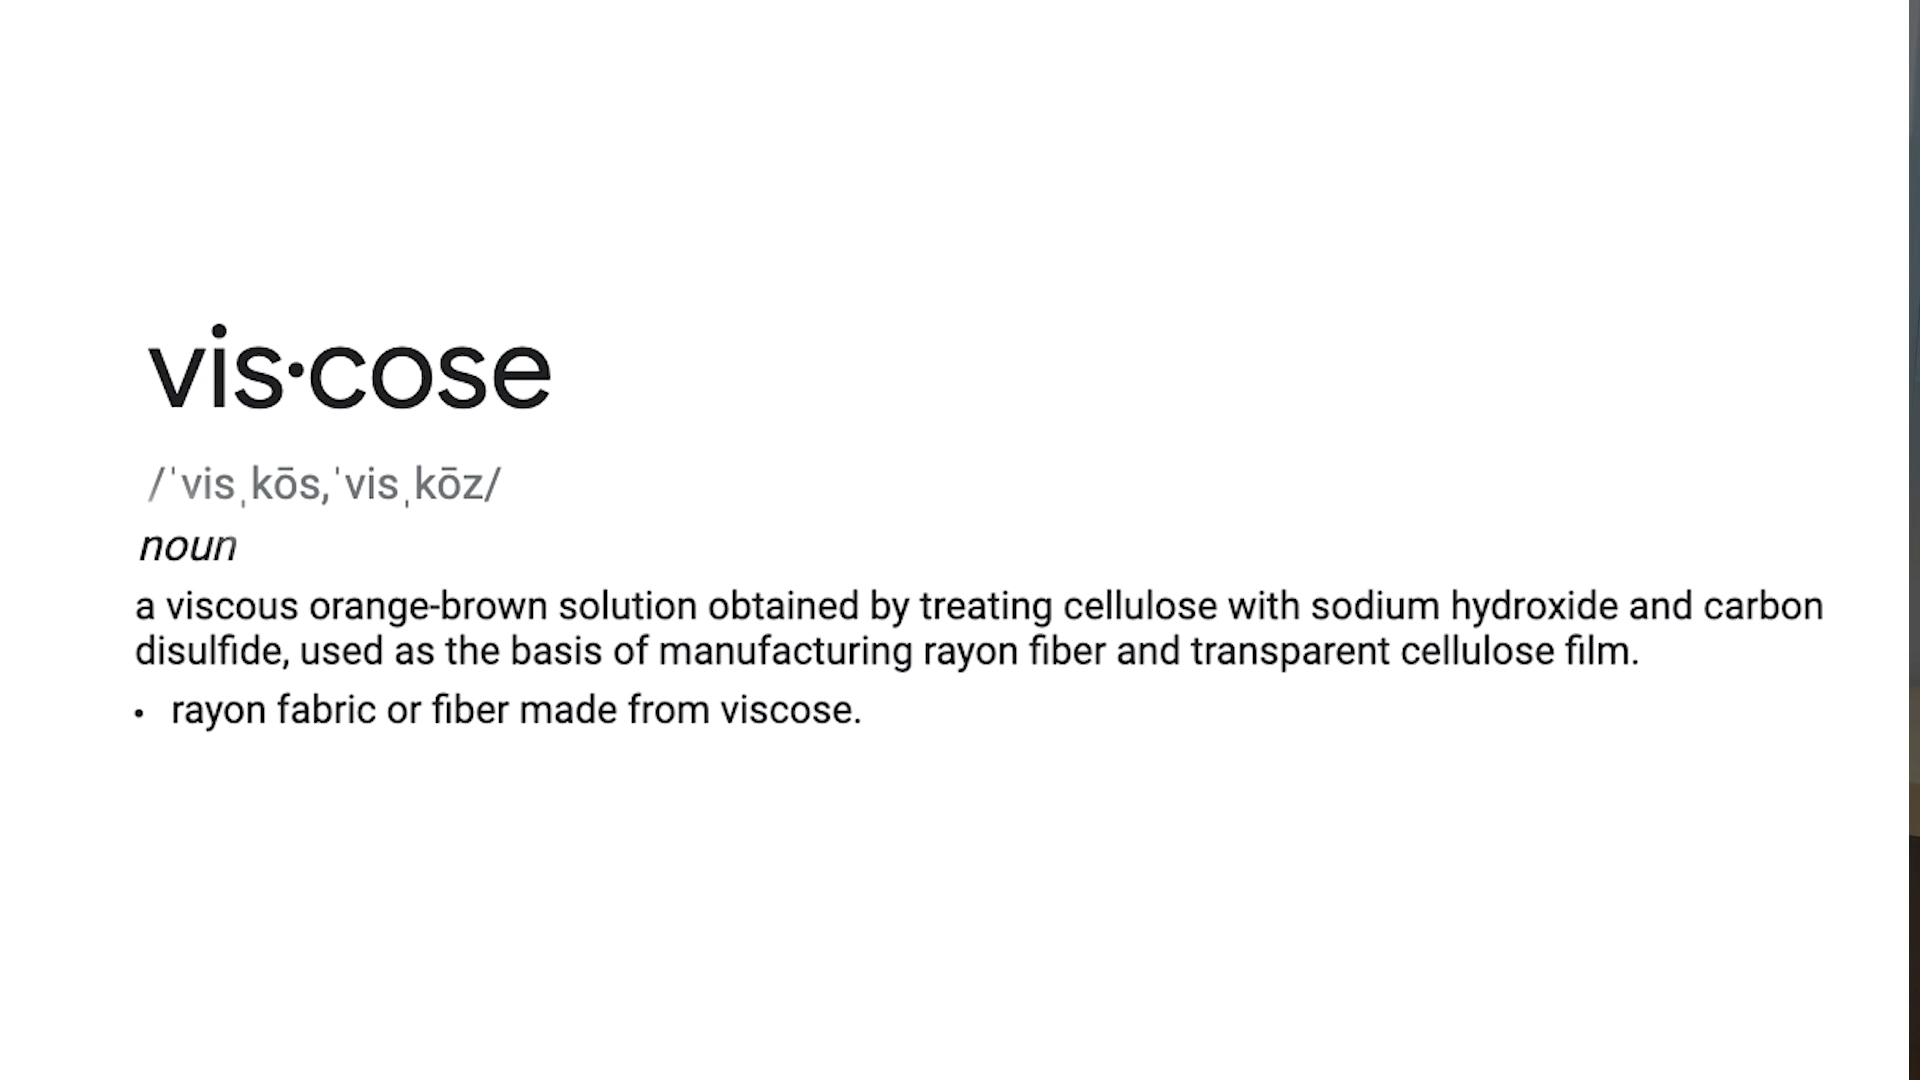 vis·cose
/ˈvisˌkōs,ˈvisˌkōz/
noun
a viscous orange-brown solution obtained by treating cellulose with sodium hydroxide and carbon
disulfide, used as the basis of manufacturing rayon fiber and transparent cellulose film.
• rayon fabric or fiber made from viscose.